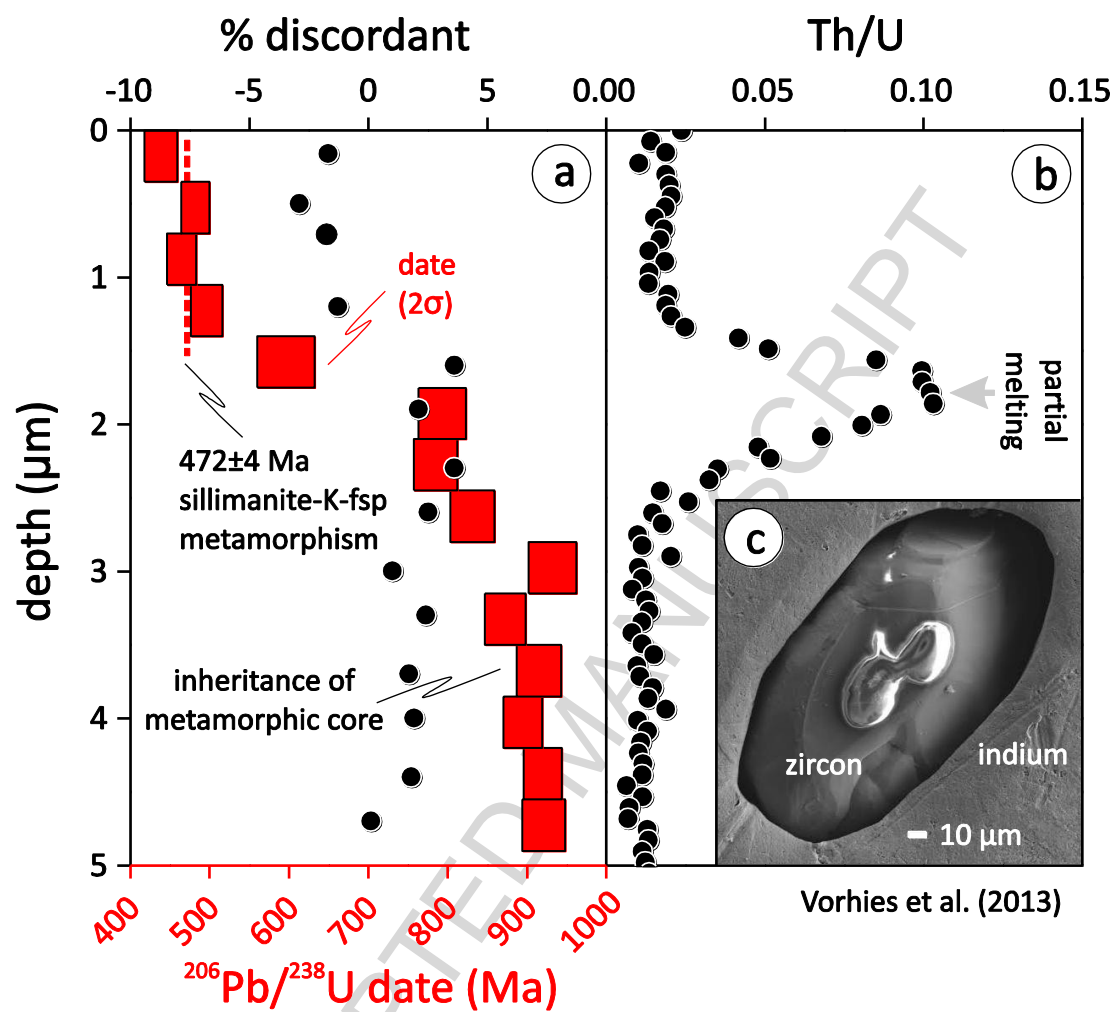 % discordant
Th/U
-10 -5 0 5 0.00 0.05 0.10 0.15
0
1
2
3
4
5
depth (µm)
a
date
(2σ)
472±4 Ma
sillimanite-K-fsp
metamorphism
inheritance of
metamorphic core
400 500 600 700 800 900 1000
206Pb/238U date (Ma)
b
partial
melting
c
zircon
indium
10 µm
Vorhies et al. (2013)
PTED MANUSCRIPT